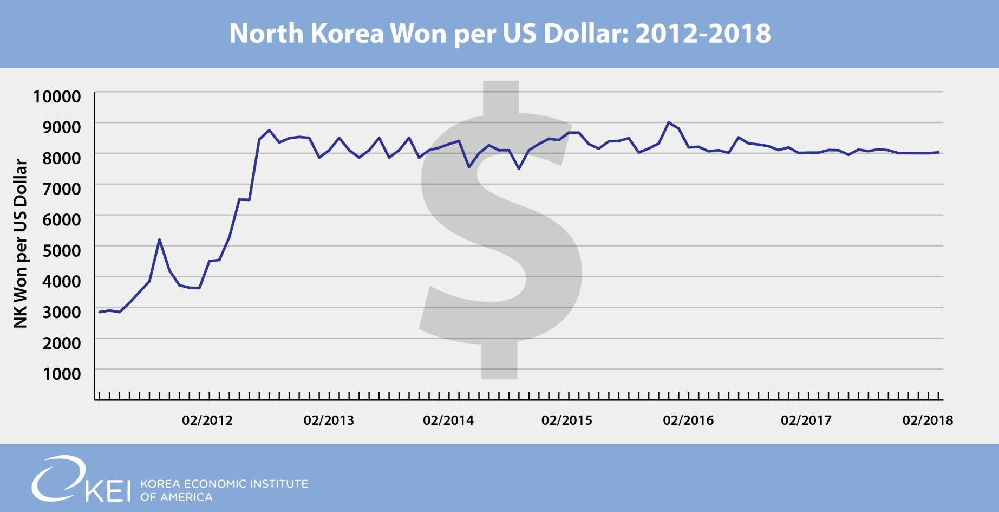 North Korea Won per US Dollar: 2012-2018
NK Won per US Dollar
10000
9000
8000
7000
6000
5000
4000
3000
2000
1000
$
02/2012 02/2013 02/2014 02/2015 02/2016 02/2017 02/2018
KEI
KOREA ECONOMIC INSTITUTE
OF AMERICA